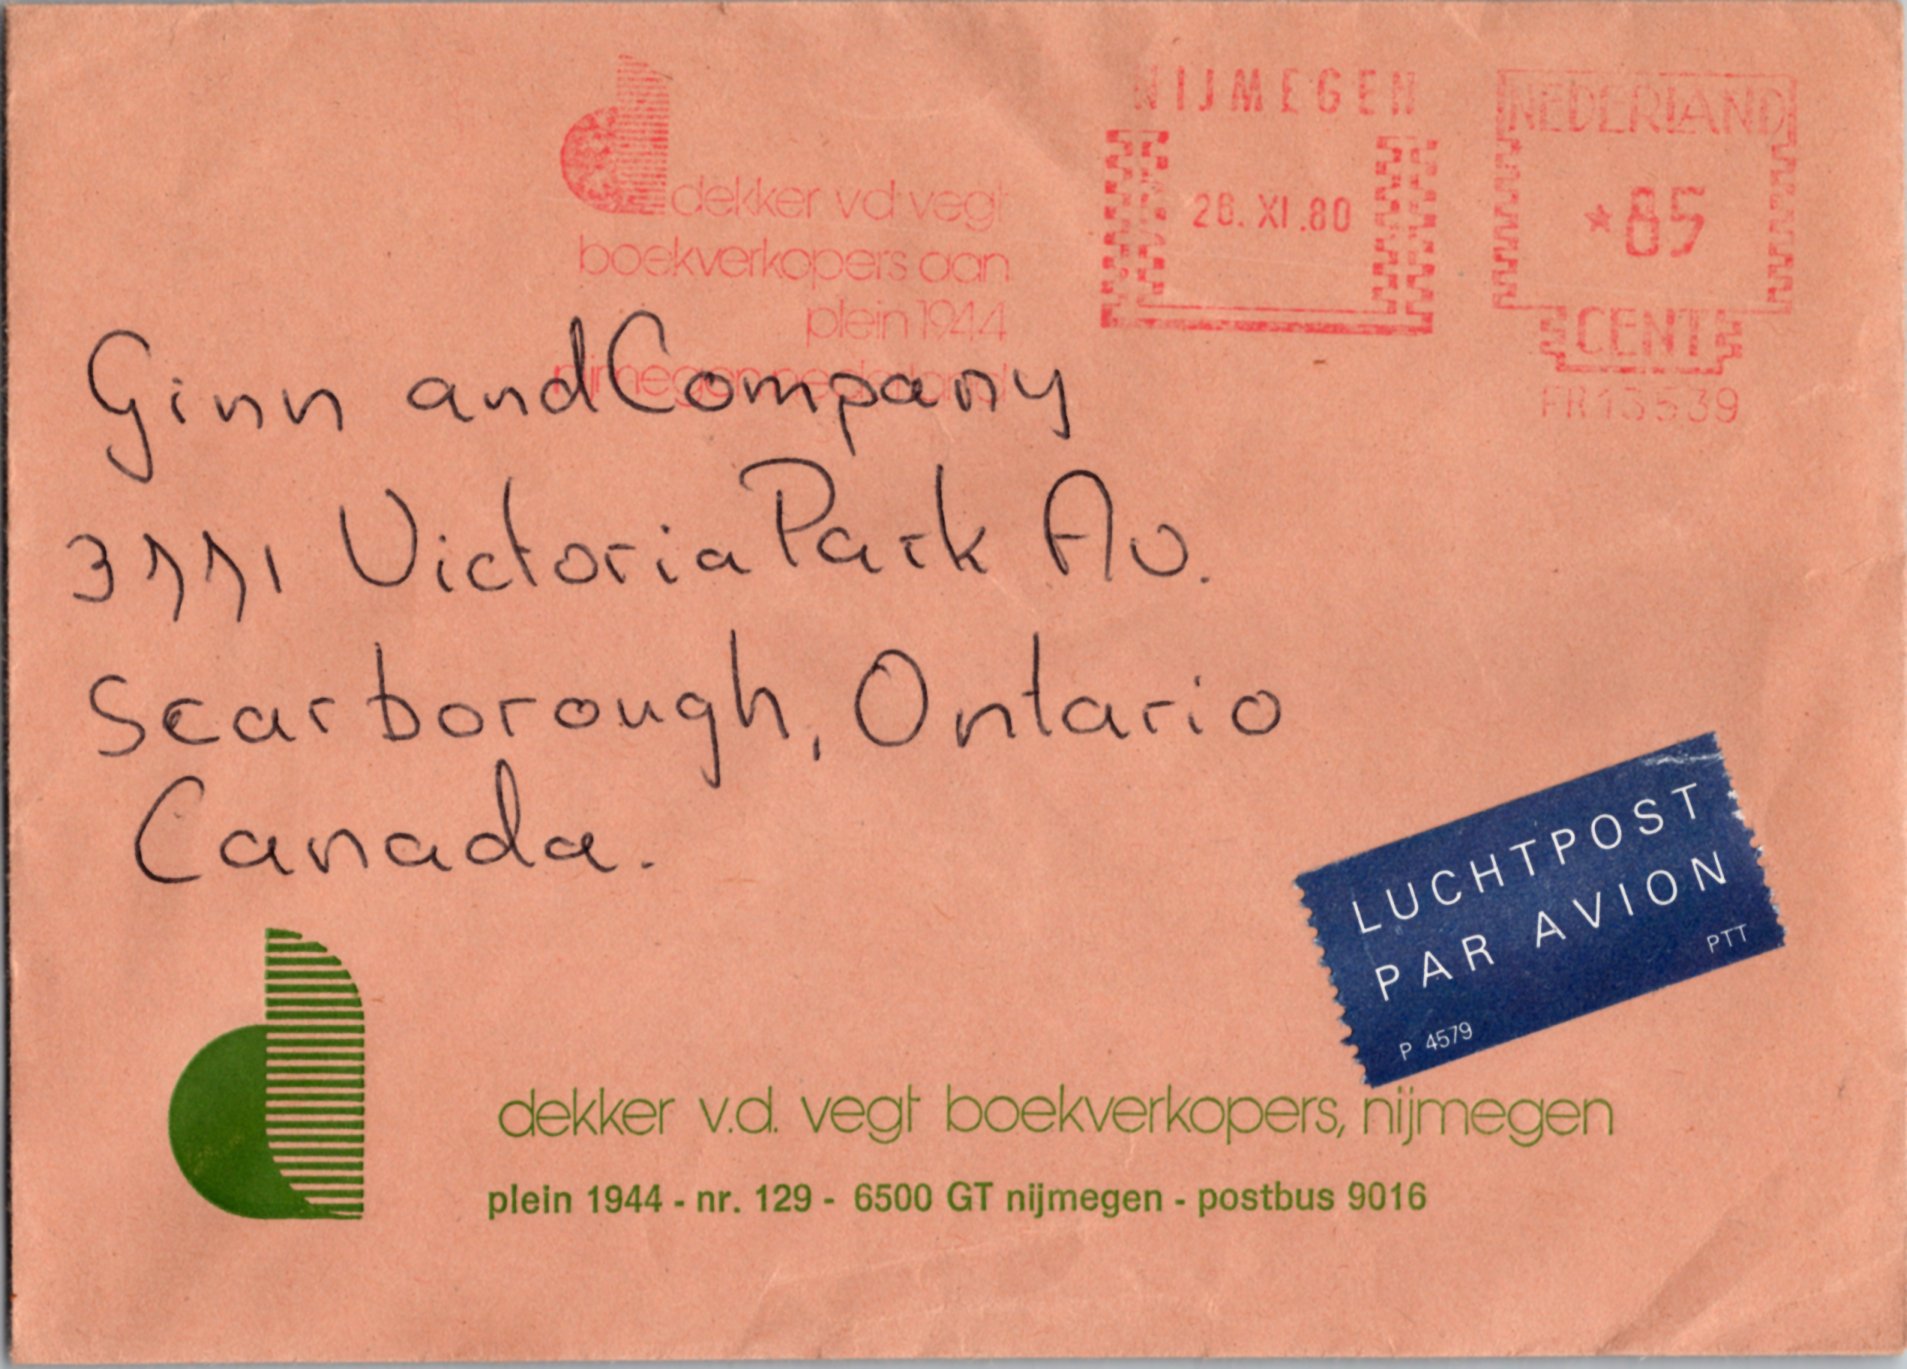 NIJMEGEN
NEDERLAND
XI.80
*85
CENT
dekker v d vegt
boekverkopers aan
plein 1944
nijmegen nederland
Ginn and Company
3771 Victoria Park Av.
Scarborough, Ontario
Canada.
LUCHTPOST
PAR AVION
PTT
P 4579
dekker v.d. vegt boekverkopers, nijmegen
plein 1944 - nr. 129 - 6500 GT nijmegen - postbus 9016